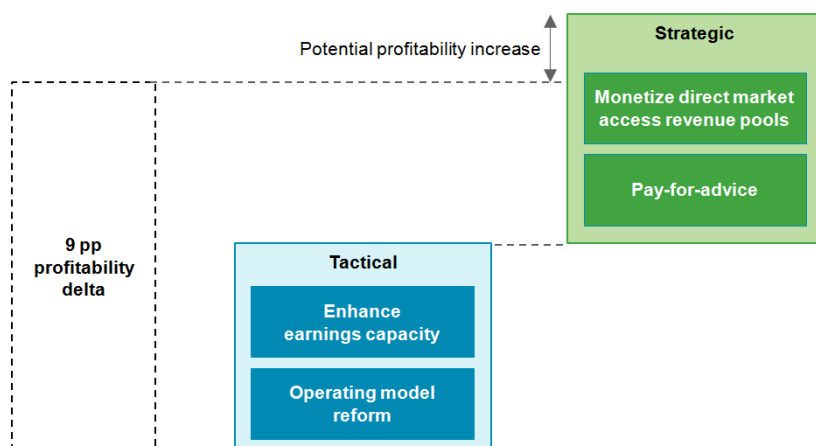 Strategic
Potential profitability increase
Monetize direct market
access revenue pools
Pay-for-advice
9 pp
profitability
delta
Tactical
Enhance
earnings capacity
Operating model
reform